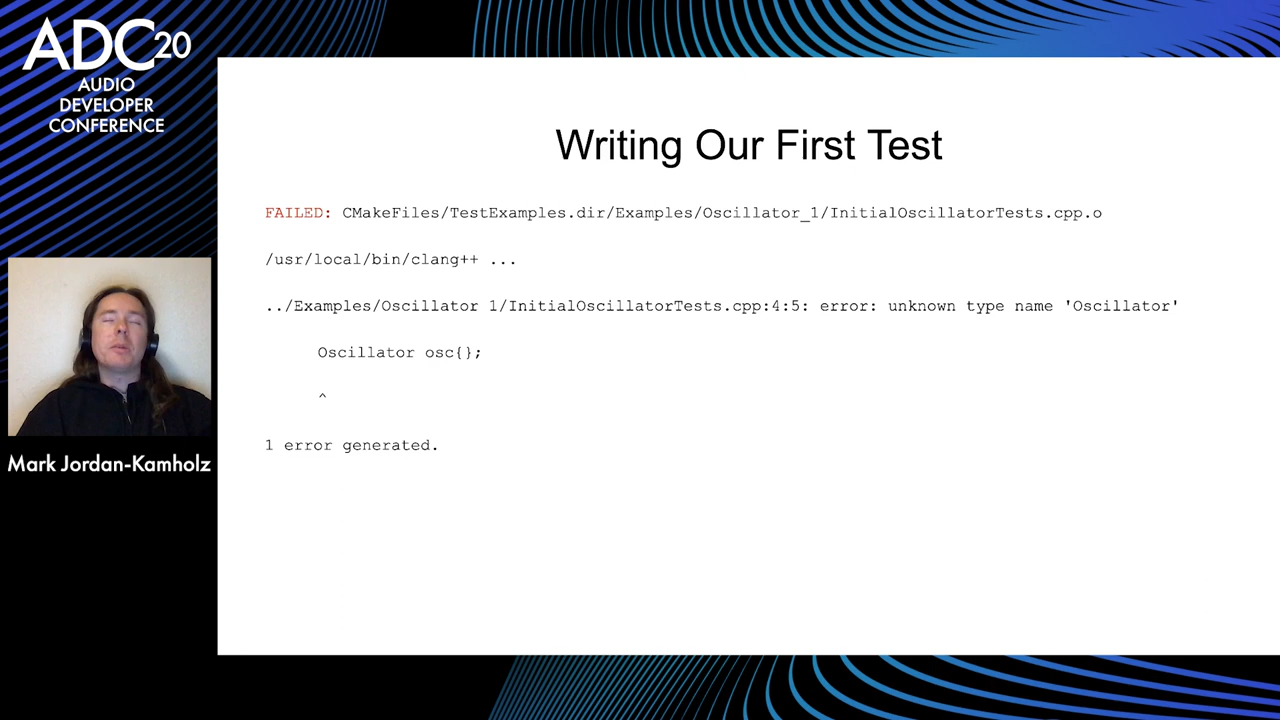 ADC20
AUDIO
DEVELOPER
CONFERENCE
Writing Our First Test
FAILED: CMakeFiles/TestExamples.dir/Examples/Oscillator_1/InitialOscillatorTests.cpp.o
/usr/local/bin/clang++ ...
../Examples/Oscillator 1/InitialOscillatorTests.cpp:4:5: error: unknown type name 'Oscillator'
Oscillator osc{};
^
1 error generated.
Mark Jordan-Kamholz